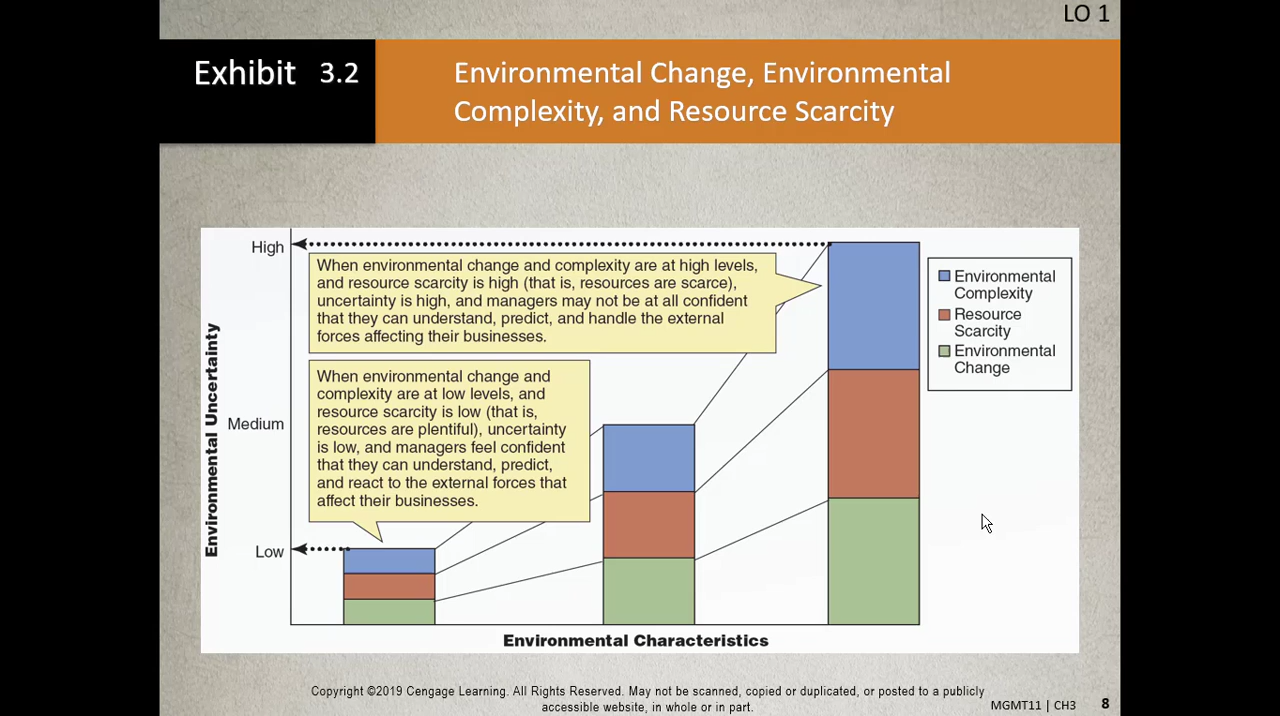 LO 1
Exhibit 3.2
Environmental Change, Environmental
Complexity, and Resource Scarcity
High
When environmental change and complexity are at high levels,
and resource scarcity is high (that is, resources are scarce),
uncertainty is high, and managers may not be at all confident
that they can understand, predict, and handle the external
forces affecting their businesses.
Environmental
Complexity
Resource
Scarcity
Environmental
Change
Environmental Uncertainty
When environmental change and
complexity are at low levels, and
resource scarcity is low (that is,
resources are plentiful), uncertainty
is low, and managers feel confident
that they can understand, predict,
and react to the external forces that
affect their businesses.
Medium
Low
Environmental Characteristics
Copyright ©2019 Cengage Learning. All Rights Reserved. May not be scanned, copied or duplicated, or posted to a publicly
accessible website, in whole or in part.
MGMT11 | CH3
8